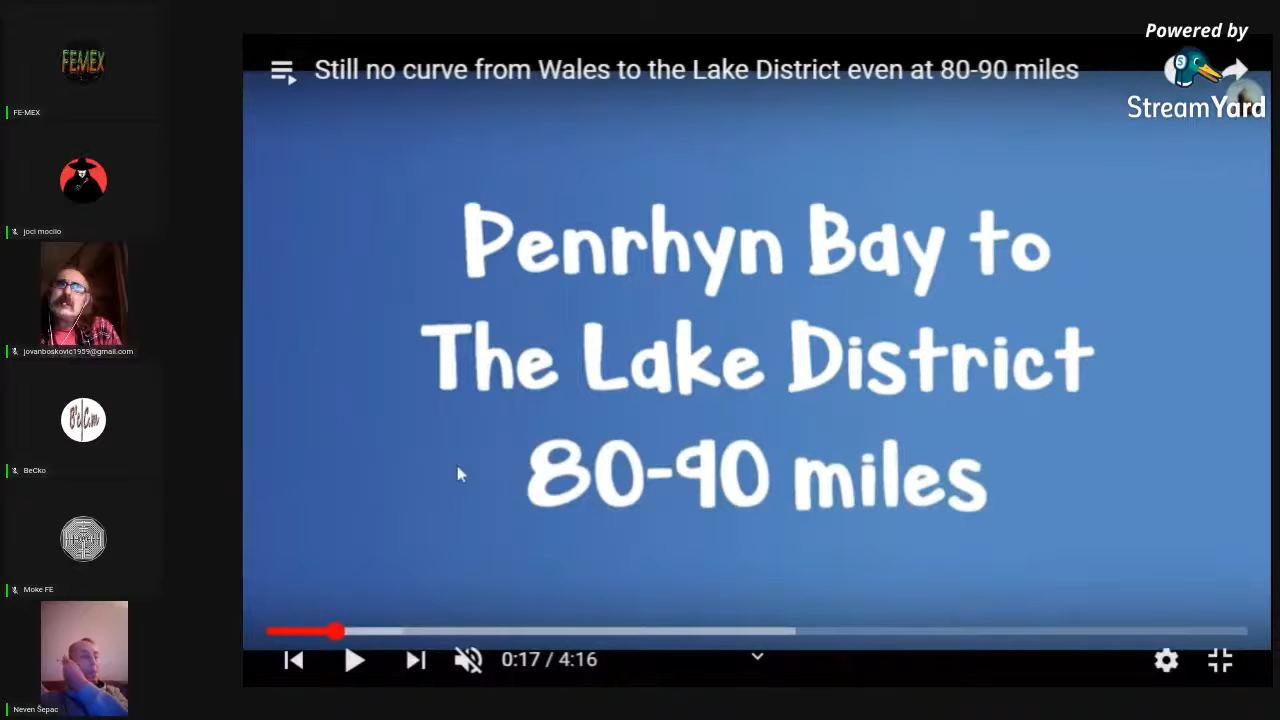 Powered by
StreamYard
Still no curve from Wales to the Lake District even at 80-90 miles
Penrhyn Bay to
The Lake District
80-90 miles
0:17 / 4:16
FEMEX
FE-MEX
joci mocilo
jovanboskovic1959@gmail.com
BeCko
Moke FE
Neven Šepac